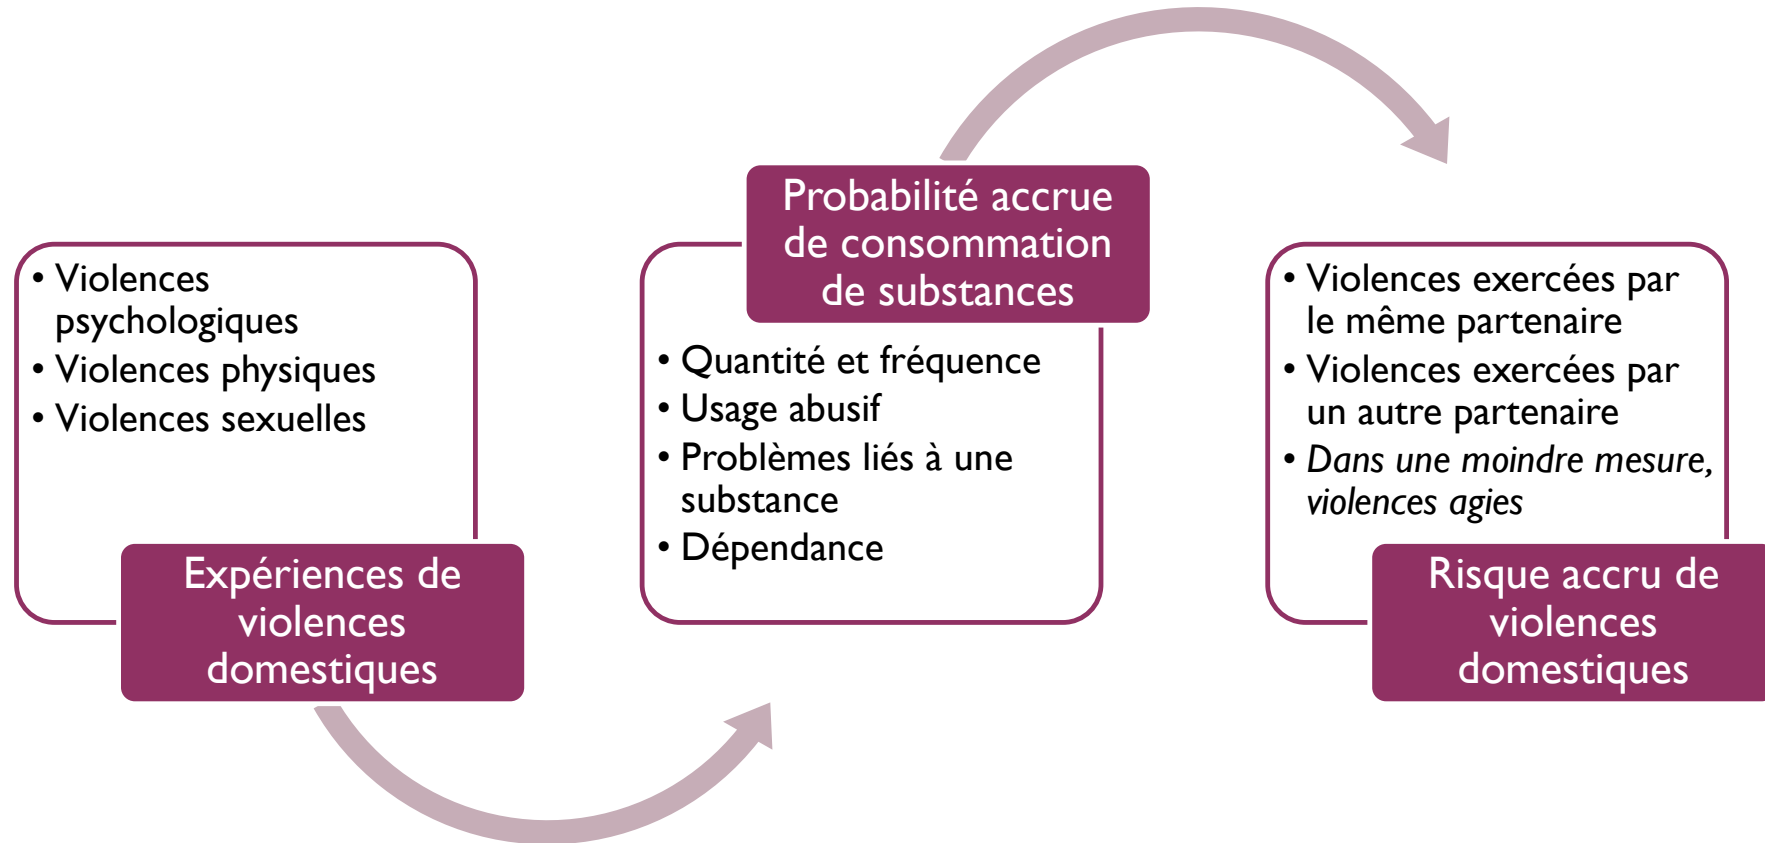 • Violences
psychologiques
• Violences physiques
• Violences sexuelles
Expériences de
violences
domestiques
Probabilité accrue
de consommation
de substances
• Quantité et fréquence
• Usage abusif
• Problèmes liés à une
substance
• Dépendance
• Violences exercées par
le même partenaire
• Violences exercées par
un autre partenaire
• Dans une moindre mesure,
violences agies
Risque accru de
violences
domestiques